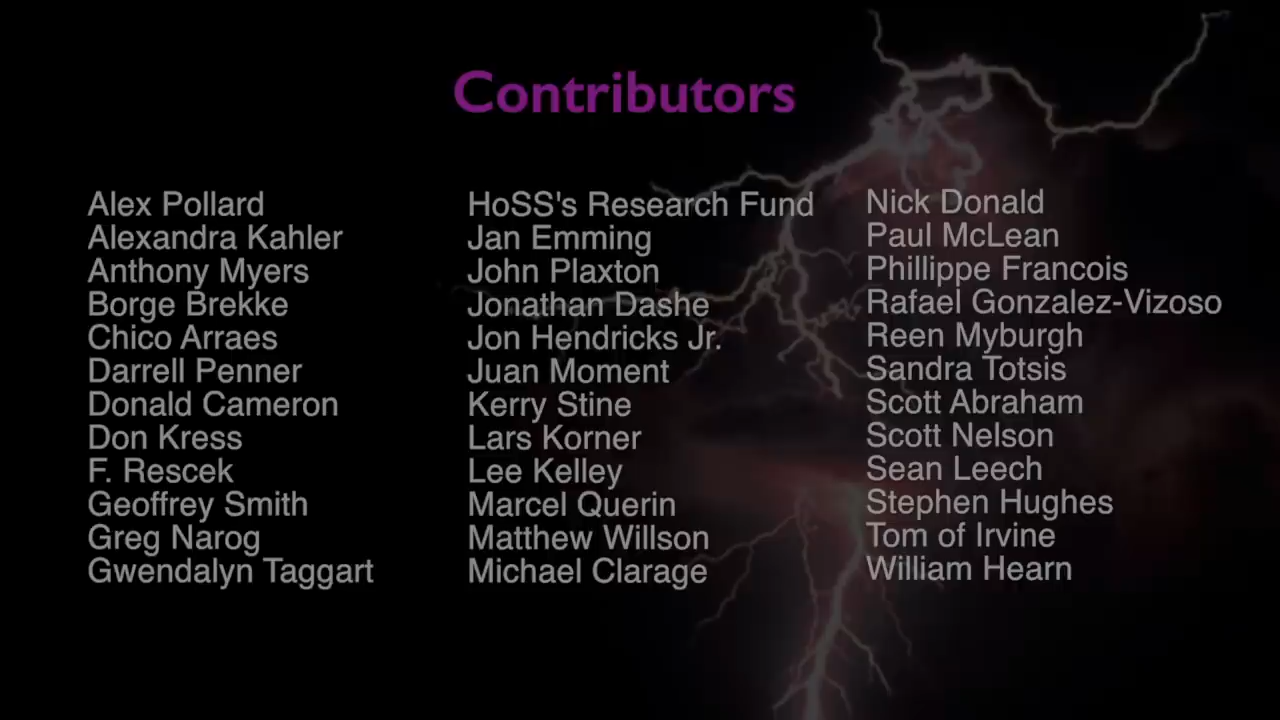 Contributors
Alex Pollard
Alexandra Kahler
Anthony Myers
Borge Brekke
Chico Arraes
Darrell Penner
Donald Cameron
Don Kress
F. Rescek
Geoffrey Smith
Greg Narog
Gwendalyn Taggart
HoSS's Research Fund
Jan Emming
John Plaxton
Jonathan Dashe
Jon Hendricks Jr.
Juan Moment
Kerry Stine
Lars Korner
Lee Kelley
Marcel Querin
Matthew Willson
Michael Clarage
Nick Donald
Paul McLean
Phillippe Francois
Rafael Gonzalez-Vizoso
Reen Myburgh
Sandra Totsis
Scott Abraham
Scott Nelson
Sean Leech
Stephen Hughes
Tom of Irvine
William Hearn